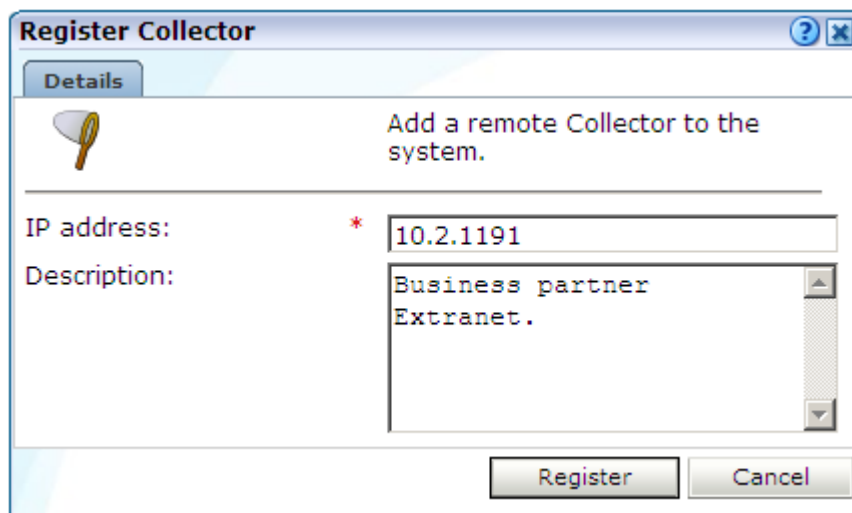 Register Collector
Details
Add a remote Collector to the
system.
IP address: * 10.2.1191
Description:
Business partner
Extranet.
Register Cancel